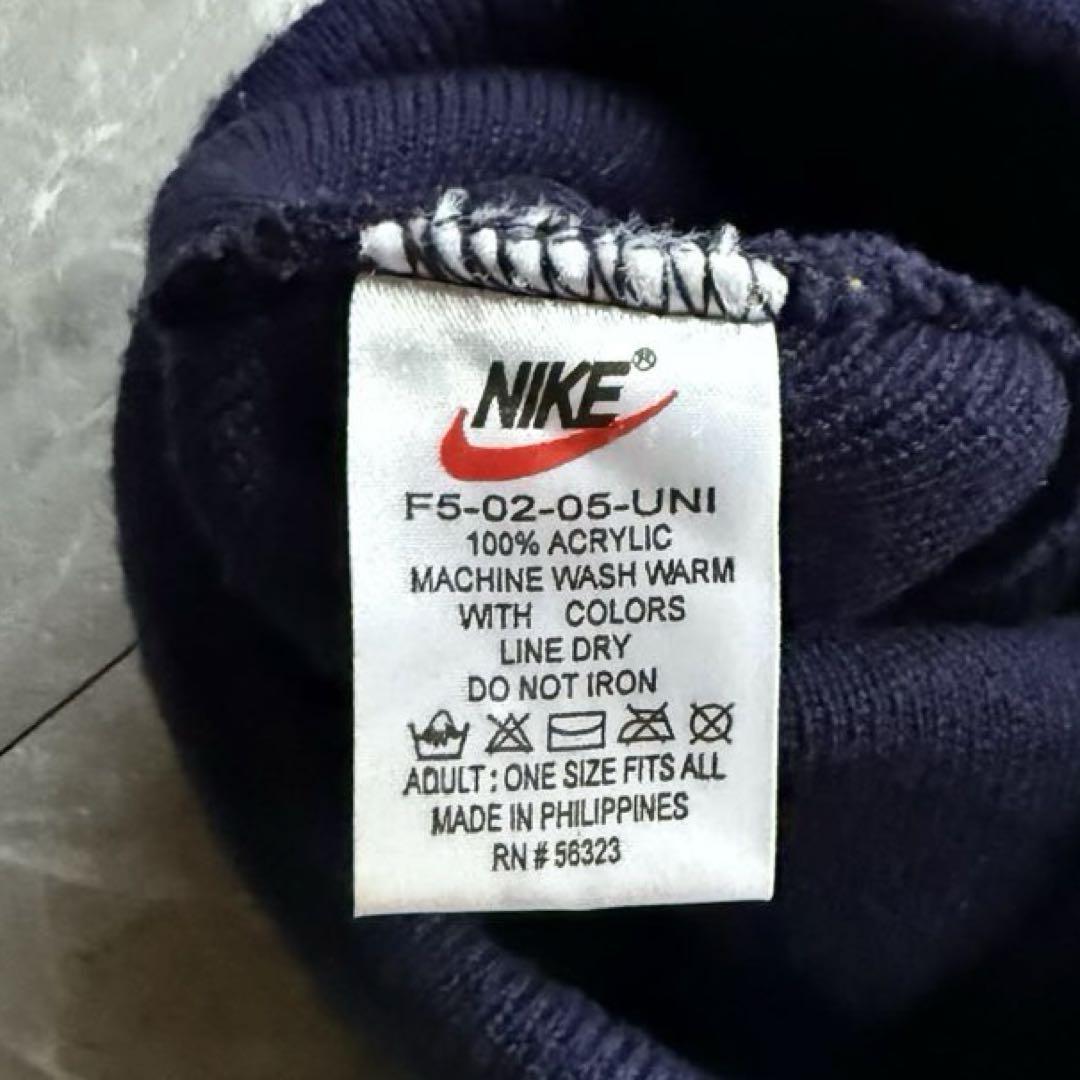 NIKE®
F5-02-05-UNI
100% ACRYLIC
MACHINE WASH WARM
WITH COLORS
LINE DRY
DO NOT IRON
ADULT : ONE SIZE FITS ALL
MADE IN PHILIPPINES
RN # 56323